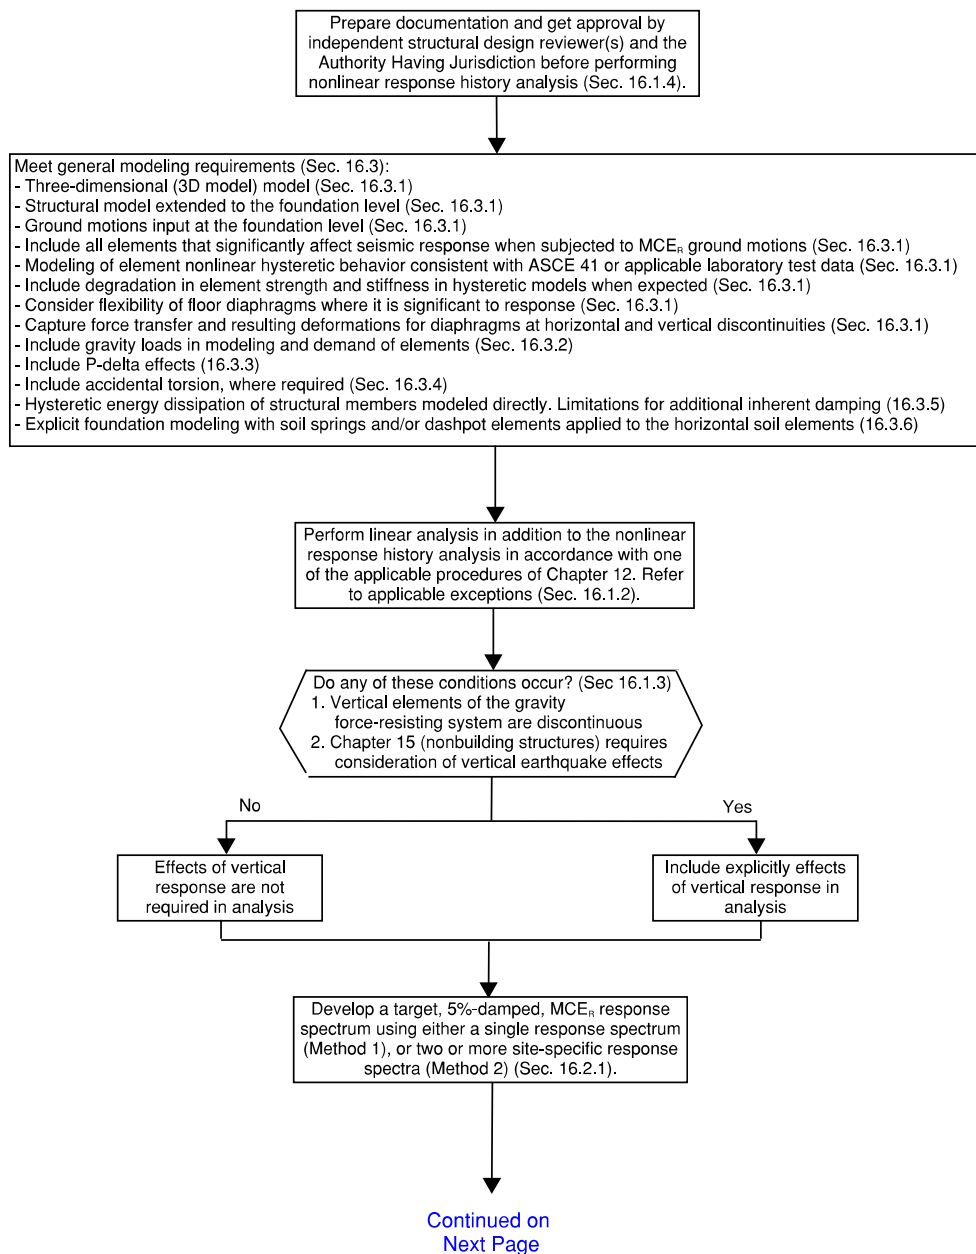 Prepare documentation and get approval by
independent structural design reviewer(s) and the
Authority Having Jurisdiction before performing
nonlinear response history analysis (Sec. 16.1.4).
Meet general modeling requirements (Sec. 16.3):
- Three-dimensional (3D model) model (Sec. 16.3.1)
- Structural model extended to the foundation level (Sec. 16.3.1)
- Ground motions input at the foundation level (Sec. 16.3.1)
- Include all elements that significantly affect seismic response when subjected to MCER ground motions (Sec. 16.3.1)
- Modeling of element nonlinear hysteretic behavior consistent with ASCE 41 or applicable laboratory test data (Sec. 16.3.1)
- Include degradation in element strength and stiffness in hysteretic models when expected (Sec. 16.3.1)
- Consider flexibility of floor diaphragms where it is significant to response (Sec. 16.3.1)
- Capture force transfer and resulting deformations for diaphragms at horizontal and vertical discontinuities (Sec. 16.3.1)
- Include gravity loads in modeling and demand of elements (Sec. 16.3.2)
- Include P-delta effects (16.3.3)
- Include accidental torsion, where required (Sec. 16.3.4)
- Hysteretic energy dissipation of structural members modeled directly. Limitations for additional inherent damping (16.3.5)
- Explicit foundation modeling with soil springs and/or dashpot elements applied to the horizontal soil elements (16.3.6)
Perform linear analysis in addition to the nonlinear
response history analysis in accordance with one
of the applicable procedures of Chapter 12. Refer
to applicable exceptions (Sec. 16.1.2).
Do any of these conditions occur? (Sec 16.1.3)
1. Vertical elements of the gravity
force-resisting system are discontinuous
2. Chapter 15 (nonbuilding structures) requires
consideration of vertical earthquake effects
No
Yes
Effects of vertical
response are not
required in analysis
Include explicitly effects
of vertical response in
analysis
Develop a target, 5%-damped, MCER response
spectrum using either a single response spectrum
(Method 1), or two or more site-specific response
spectra (Method 2) (Sec. 16.2.1).
Continued on
Next Page